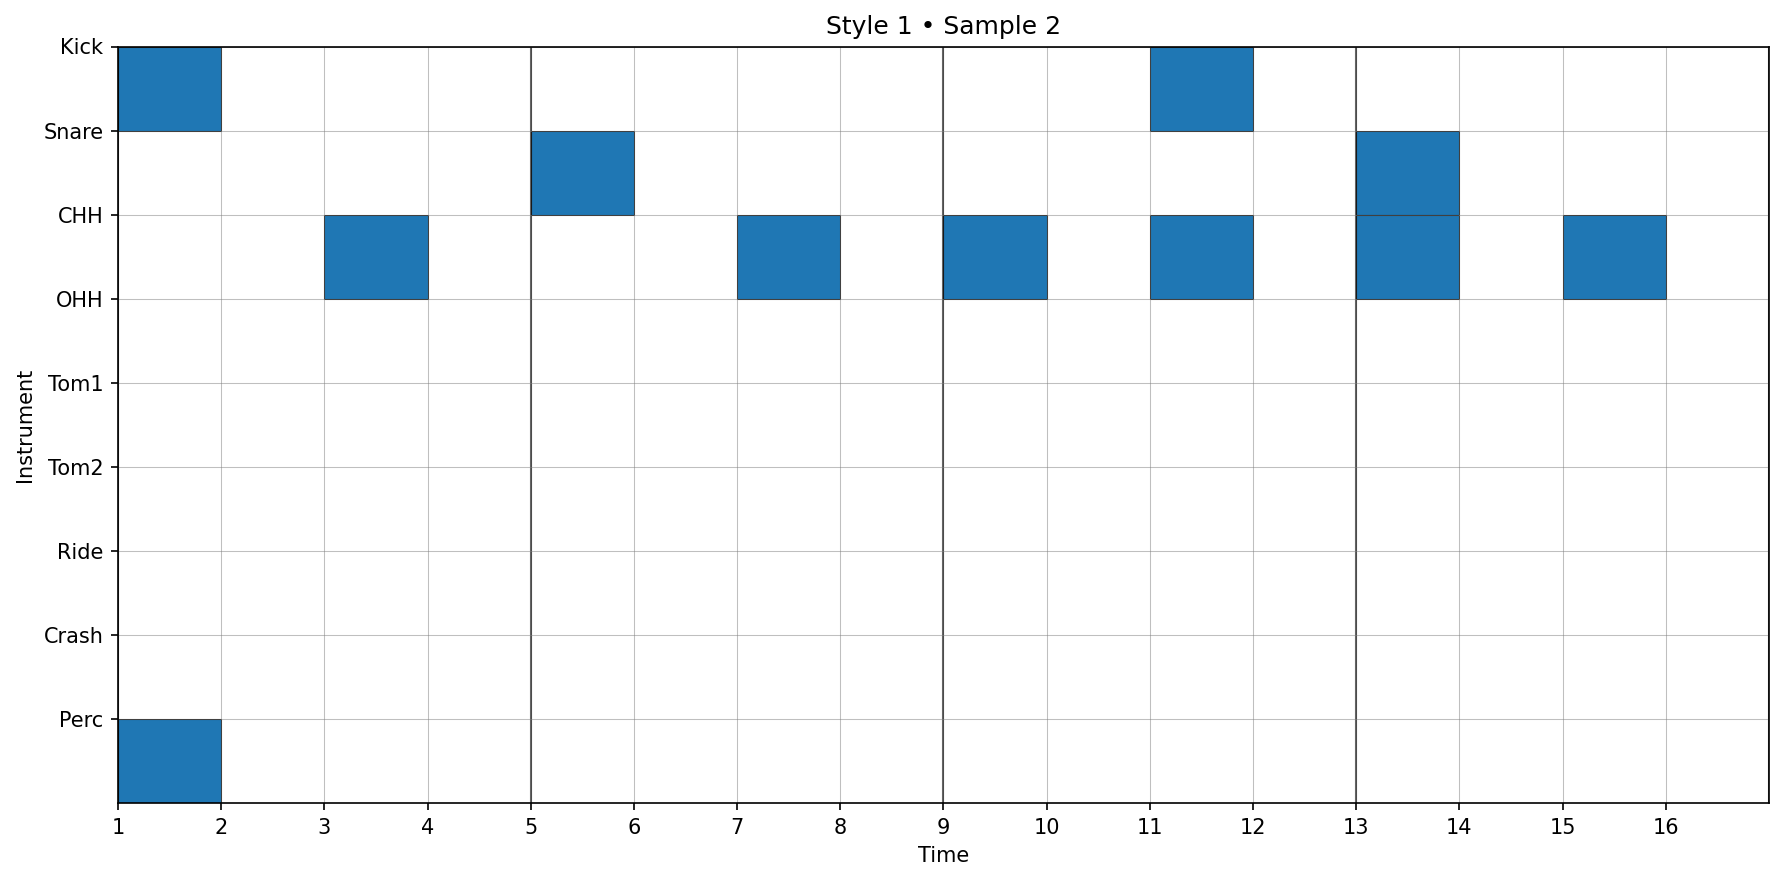 Style 1 • Sample 2
Kick
Snare
CHH
OHH
Tom1
Tom2
Ride
Crash
Perc
Instrument
1 2 3 4 5 6 7 8 9 10 11 12 13 14 15 16
Time